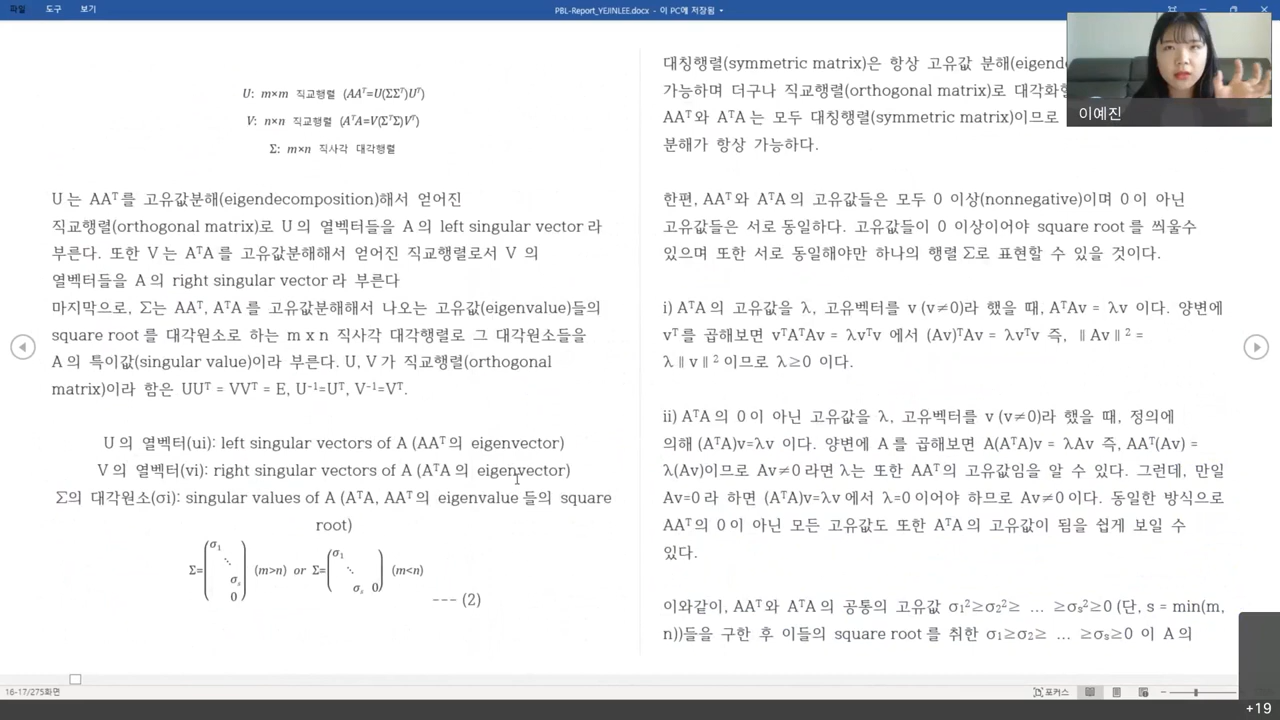 파일 도구 보기
PBL-Report_YEJINLEE.docx - 이 PC에 저장됨
U: m×m 직교행렬 (AAᵀ=U(ΣΣᵀ)Uᵀ)
V: n×n 직교행렬 (AᵀA=V(ΣᵀΣ)Vᵀ)
Σ: m×n 직사각 대각행렬
U 는 AAᵀ를 고유값분해(eigendecomposition)해서 얻어진
직교행렬(orthogonal matrix)로 U 의 열벡터들을 A 의 left singular vector 라
부른다. 또한 V 는 AᵀA 를 고유값분해해서 얻어진 직교행렬로서 V 의
열벡터들을 A 의 right singular vector 라 부른다
마지막으로, Σ는 AAᵀ, AᵀA 를 고유값분해해서 나오는 고유값(eigenvalue)들의
square root 를 대각원소로 하는 m x n 직사각 대각행렬로 그 대각원소들을
A 의 특이값(singular value)이라 부른다. U, V 가 직교행렬(orthogonal
matrix)이라 함은 UUᵀ = VVᵀ = E, U⁻¹=Uᵀ, V⁻¹=Vᵀ.
U 의 열벡터(ui): left singular vectors of A (AAᵀ의 eigenvector)
V 의 열벡터(vi): right singular vectors of A (AᵀA 의 eigenvector)
Σ의 대각원소(σi): singular values of A (AᵀA, AAᵀ의 eigenvalue 들의 square
root)
Σ=(σ₁ ⋱ σₛ 0) (m>n) or Σ=(σ₁ ⋱ σₛ 0) (m<n)
--- (2)
대칭행렬(symmetric matrix)은 항상 고유값 분해(eigend
가능하며 더구나 직교행렬(orthogonal matrix)로 대각화할
AAᵀ와 AᵀA 는 모두 대칭행렬(symmetric matrix)이므로
분해가 항상 가능하다.
한편, AAᵀ와 AᵀA 의 고유값들은 모두 0 이상(nonnegative)이며 0 이 아닌
고유값들은 서로 동일하다. 고유값들이 0 이상이어야 square root 를 씌울수
있으며 또한 서로 동일해야만 하나의 행렬 Σ로 표현할 수 있을 것이다.
i) AᵀA 의 고유값을 λ, 고유벡터를 v (v≠0)라 했을 때, AᵀAv = λv 이다. 양변에
vᵀ를 곱해보면 vᵀAᵀAv = λvᵀv 에서 (Av)ᵀAv = λvᵀv 즉, ∥Av∥² =
λ∥v∥² 이므로 λ≥0 이다.
ii) AᵀA 의 0 이 아닌 고유값을 λ, 고유벡터를 v (v≠0)라 했을 때, 정의에
의해 (AᵀA)v=λv 이다. 양변에 A 를 곱해보면 A(AᵀA)v = λAv 즉, AAᵀ(Av) =
λ(Av)이므로 Av≠0 라면 λ는 또한 AAᵀ의 고유값임을 알 수 있다. 그런데, 만일
Av=0 라 하면 (AᵀA)v=λv 에서 λ=0 이어야 하므로 Av≠0 이다. 동일한 방식으로
AAᵀ의 0 이 아닌 모든 고유값도 또한 AᵀA 의 고유값이 됨을 쉽게 보일 수
있다.
이와같이, AAᵀ와 AᵀA 의 공통의 고유값 σ₁²≥σ₂²≥ … ≥σₛ²≥0 (단, s = min(m,
n))들을 구한 후 이들의 square root 를 취한 σ₁≥σ₂≥ … ≥σₛ≥0 이 A 의
이예진
16-17/275화면
포커스
+19